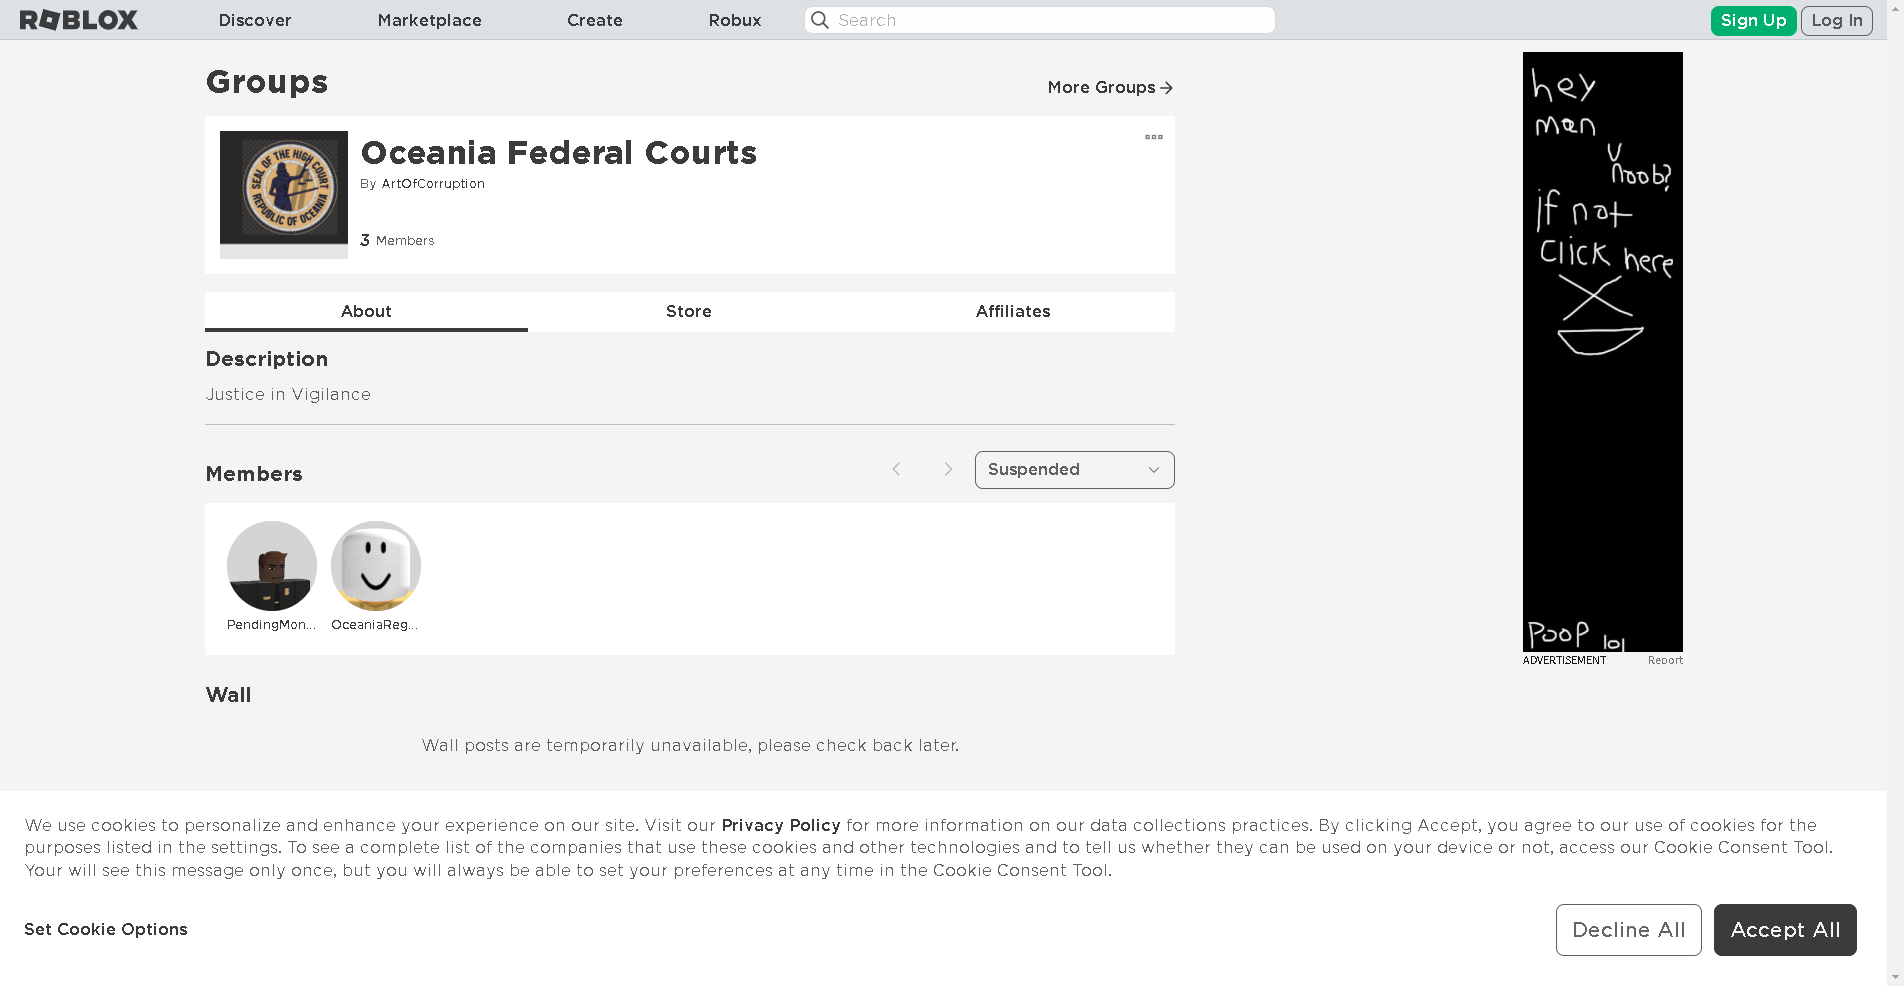 ROBLOX Discover Marketplace Create Robux Search Sign Up Log In
Groups
More Groups
SEAL OF THE HIGH COURT
REPUBLIC OF OCEANIA
Oceania Federal Courts
By ArtOfCorruption
3 Members
About Store Affiliates
Description
Justice in Vigilance
Members
Suspended
PendingMon... OceaniaReg...
Wall
Wall posts are temporarily unavailable, please check back later.
hey
men
U
noob?
if not
Click here
POOP lol
ADVERTISEMENT Report
We use cookies to personalize and enhance your experience on our site. Visit our Privacy Policy for more information on our data collections practices. By clicking Accept, you agree to our use of cookies for the
purposes listed in the settings. To see a complete list of the companies that use these cookies and other technologies and to tell us whether they can be used on your device or not, access our Cookie Consent Tool.
Your will see this message only once, but you will always be able to set your preferences at any time in the Cookie Consent Tool.
Set Cookie Options
Decline All Accept All